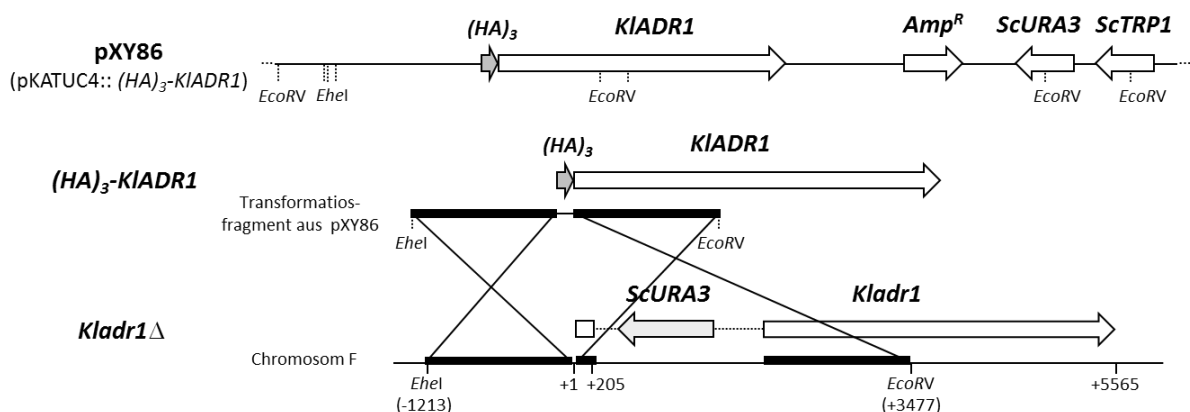 (HA)3 KlADR1 AmpR ScURA3 ScTRP1
pXY86
(pKATUC4:: (HA)3-KlADR1)
EcoRV EheI EcoRV EcoRV EcoRV
(HA)3 KlADR1
(HA)3-KlADR1
Transformatios-
fragment aus pXY86
EheI EcoRV
ScURA3 Kladr1
Kladr1Δ
Chromosom F
EheI +1 +205 EcoRV +5565
(-1213) (+3477)